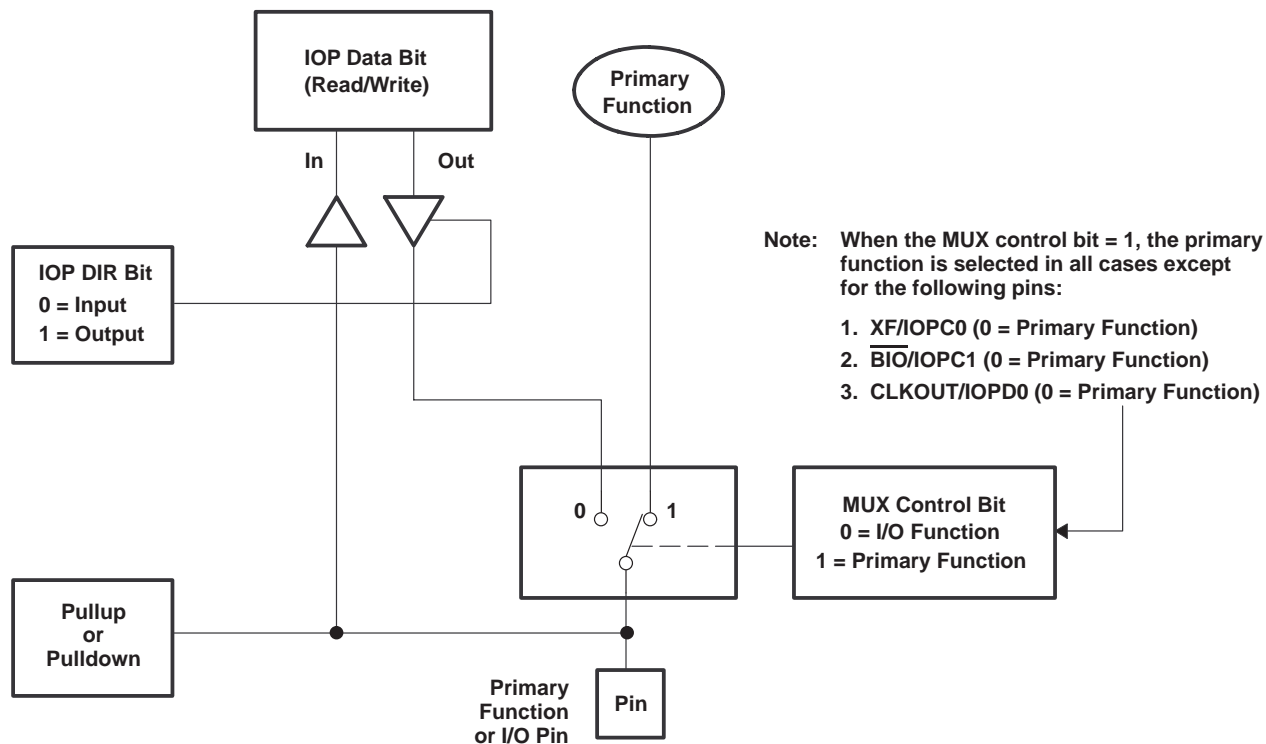 IOP Data Bit
(Read/Write)
Primary
Function
In
Out
IOP DIR Bit
0 = Input
1 = Output
Note: When the MUX control bit = 1, the primary
function is selected in all cases except
for the following pins:
1. XF/IOPC0 (0 = Primary Function)
2. B̅I̅O̅/IOPC1 (0 = Primary Function)
3. CLKOUT/IOPD0 (0 = Primary Function)
0
1
MUX Control Bit
0 = I/O Function
1 = Primary Function
Pullup
or
Pulldown
Primary
Function
or I/O Pin
Pin